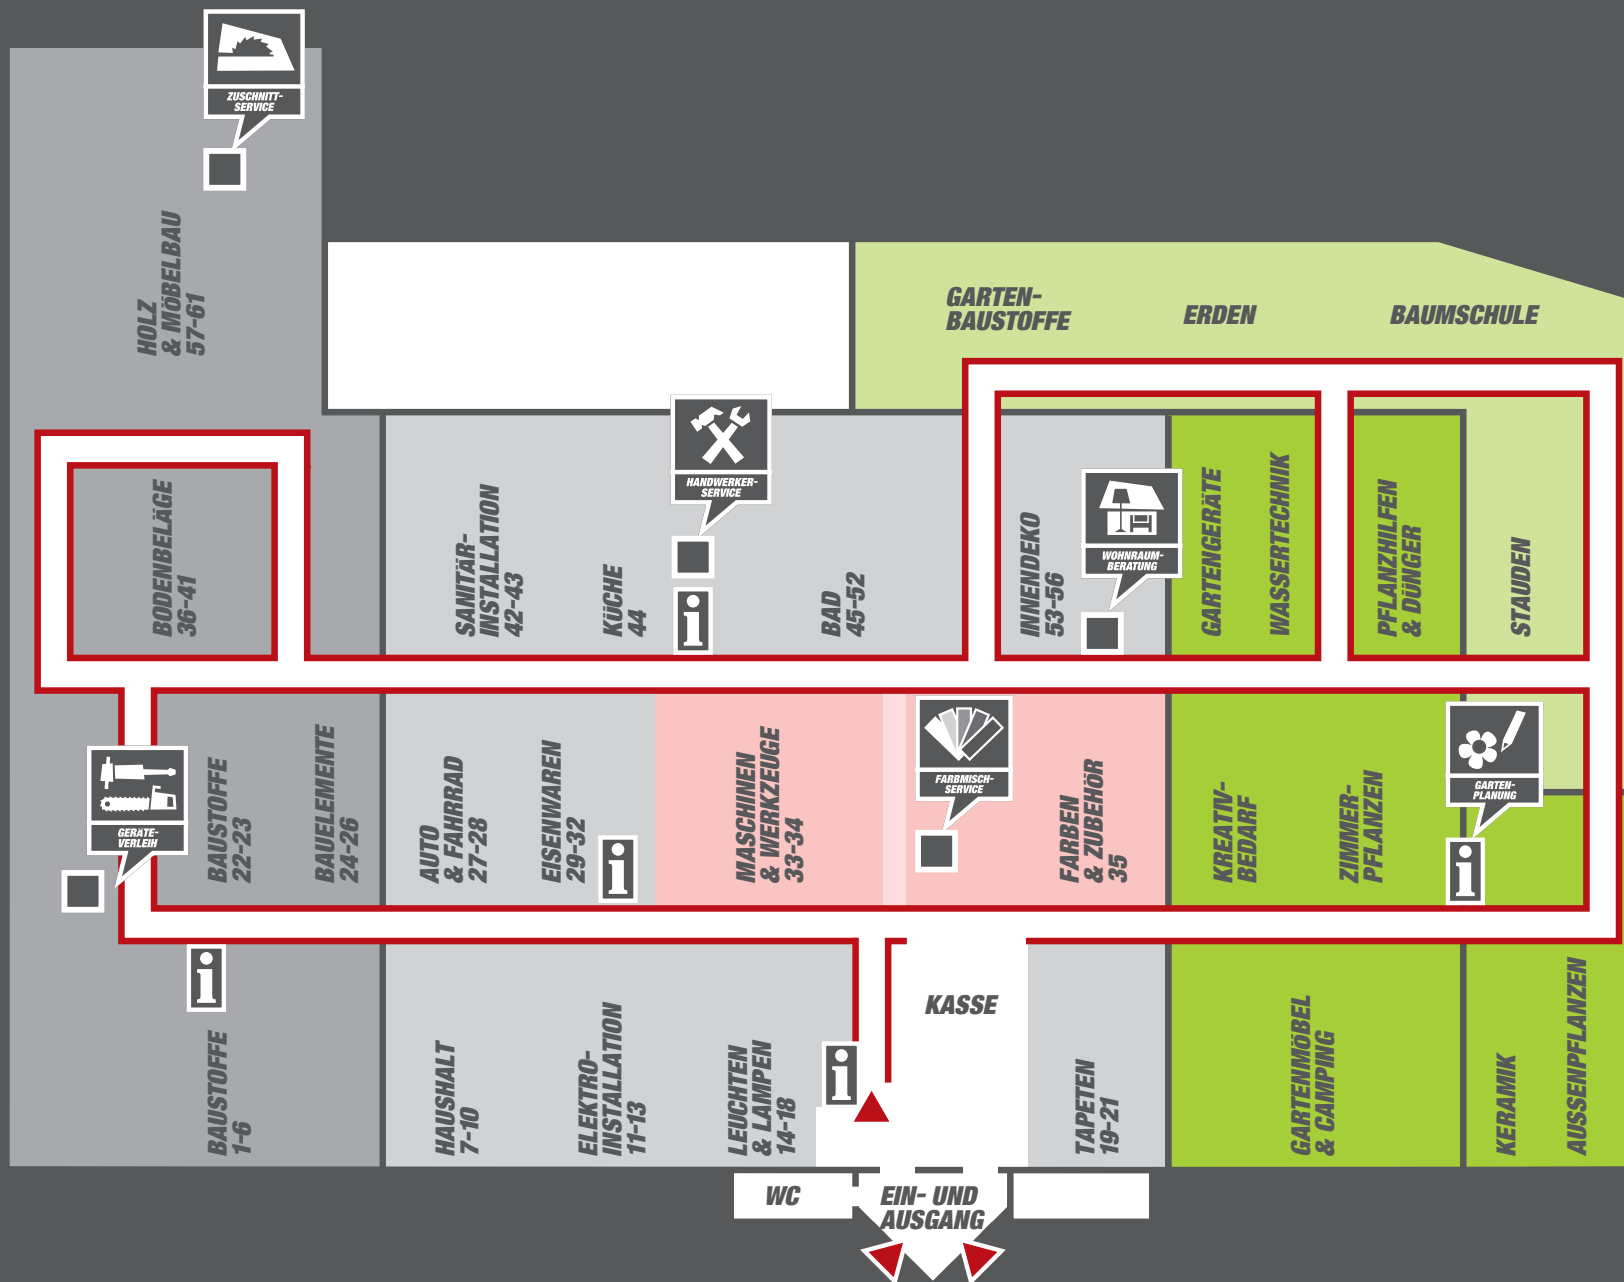 ZUSCHNITT-
SERVICE
HOLZ
& MÖBELBAU
57-61
GARTEN-
BAUSTOFFE
ERDEN
BAUMSCHULE
BODENBELÄGE
36-41
SANITÄR-
INSTALLATION
42-43
KÜCHE
44
HANDWERKER-
SERVICE
i
BAD
45-52
INNENDEKO
53-56
WOHNRAUM-
BERATUNG
GARTENGERÄTE
WASSERTECHNIK
PFLANZHILFEN
& DÜNGER
STAUDEN
GERÄTE-
VERLEIH
BAUSTOFFE
22-23
BAUELEMENTE
24-26
AUTO
& FAHRRAD
27-28
EISENWAREN
29-32
i
MASCHINEN
& WERKZEUGE
33-34
FARBMISCH-
SERVICE
FARBEN
& ZUBEHÖR
35
KREATIV-
BEDARF
ZIMMER-
PFLANZEN
GARTEN-
PLANUNG
i
i
BAUSTOFFE
1-6
HAUSHALT
7-10
ELEKTRO-
INSTALLATION
11-13
LEUCHTEN
& LAMPEN
14-18
i
KASSE
TAPETEN
19-21
GARTENMÖBEL
& CAMPING
KERAMIK
AUSSENPFLANZEN
WC
EIN- UND
AUSGANG